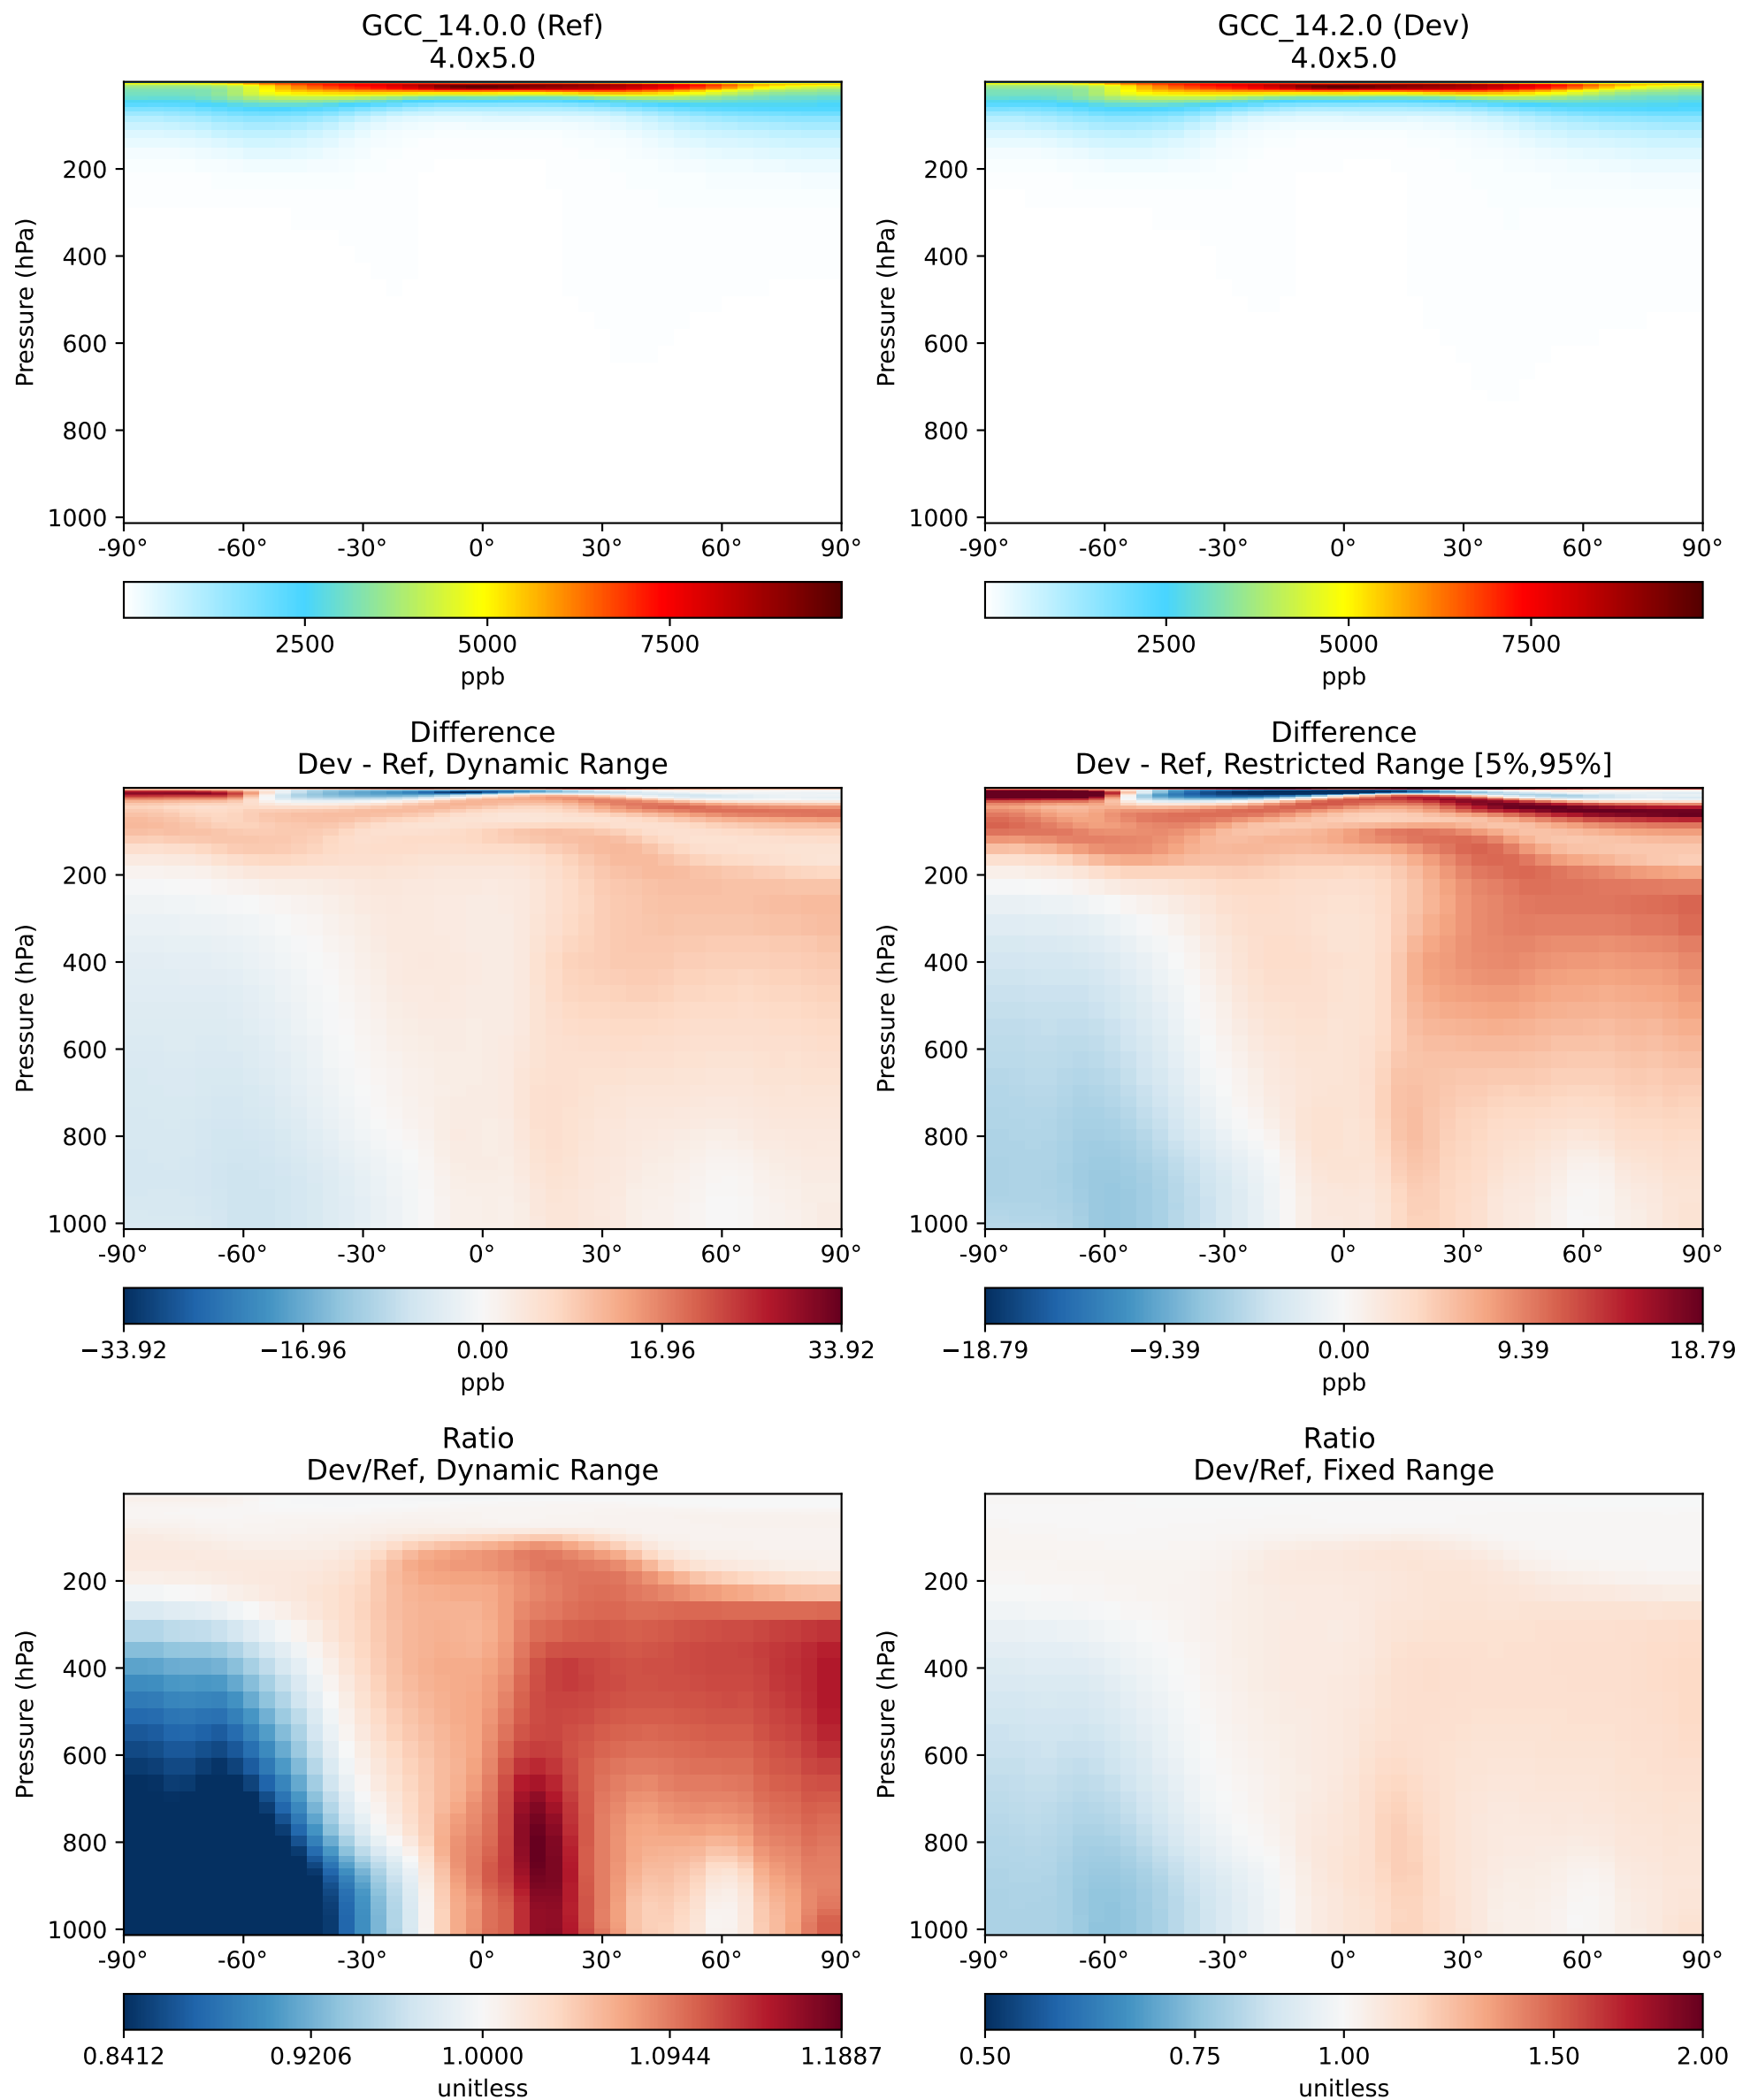 GCC_14.0.0 (Ref)
4.0x5.0
Pressure (hPa)
200
400
600
800
1000
-90° -60° -30° 0° 30° 60° 90°
2500 5000 7500
ppb
GCC_14.2.0 (Dev)
4.0x5.0
Pressure (hPa)
200
400
600
800
1000
-90° -60° -30° 0° 30° 60° 90°
2500 5000 7500
ppb
Difference
Dev - Ref, Dynamic Range
Pressure (hPa)
200
400
600
800
1000
-90° -60° -30° 0° 30° 60° 90°
−33.92 −16.96 0.00 16.96 33.92
ppb
Difference
Dev - Ref, Restricted Range [5%,95%]
Pressure (hPa)
200
400
600
800
1000
-90° -60° -30° 0° 30° 60° 90°
−18.79 −9.39 0.00 9.39 18.79
ppb
Ratio
Dev/Ref, Dynamic Range
Pressure (hPa)
200
400
600
800
1000
-90° -60° -30° 0° 30° 60° 90°
0.8412 0.9206 1.0000 1.0944 1.1887
unitless
Ratio
Dev/Ref, Fixed Range
Pressure (hPa)
200
400
600
800
1000
-90° -60° -30° 0° 30° 60° 90°
0.50 0.75 1.00 1.50 2.00
unitless